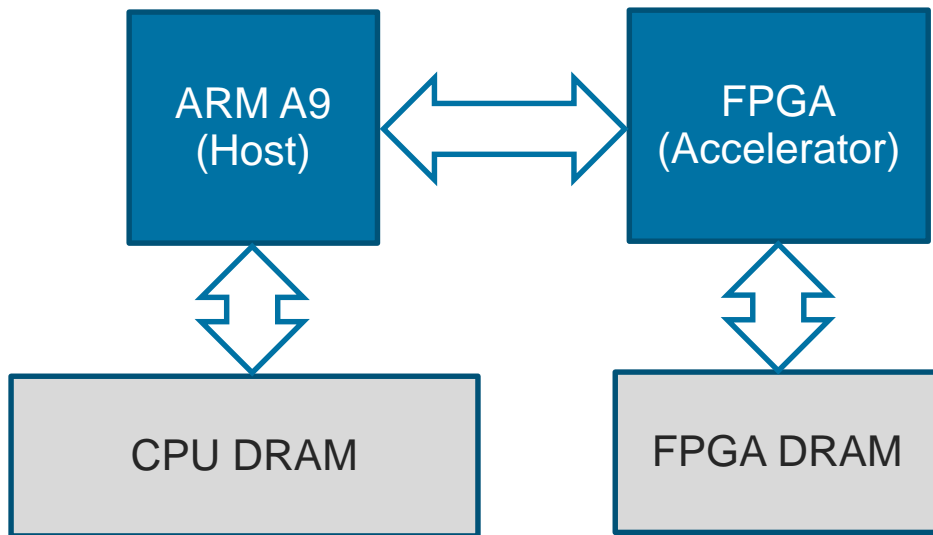 ARM A9
(Host)
FPGA
(Accelerator)
CPU DRAM
FPGA DRAM